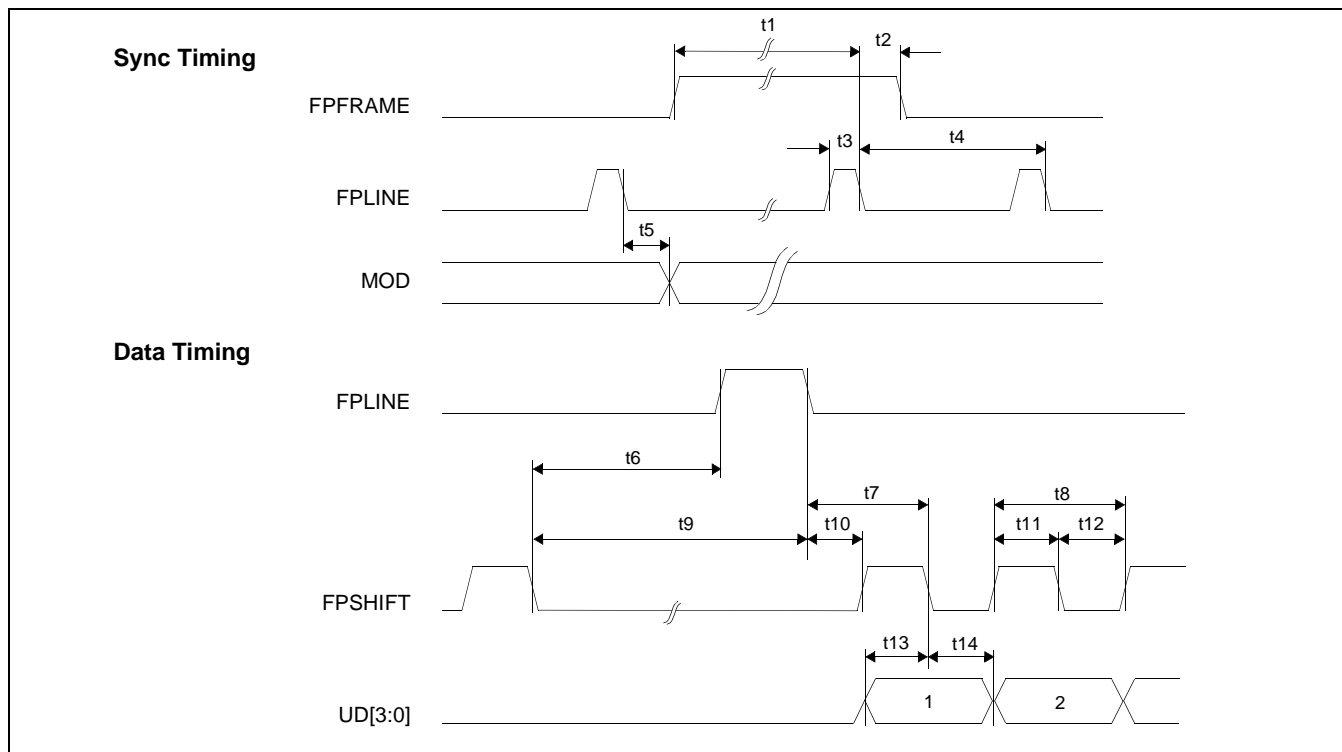 Sync Timing
t1
t2
FPFRAME
t3
t4
FPLINE
t5
MOD
Data Timing
FPLINE
t6
t7
t8
t9
t10
t11
t12
FPSHIFT
t13
t14
UD[3:0]
1
2